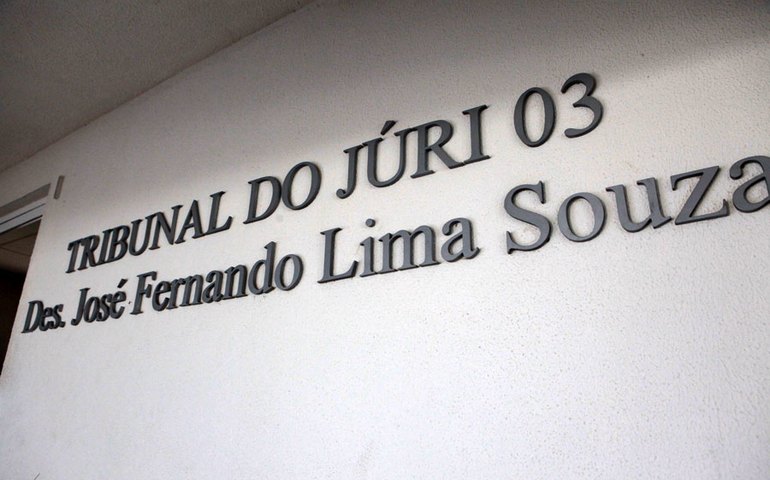 TRIBUNAL DO JÚRI 03
Des. José Fernando Lima Souza